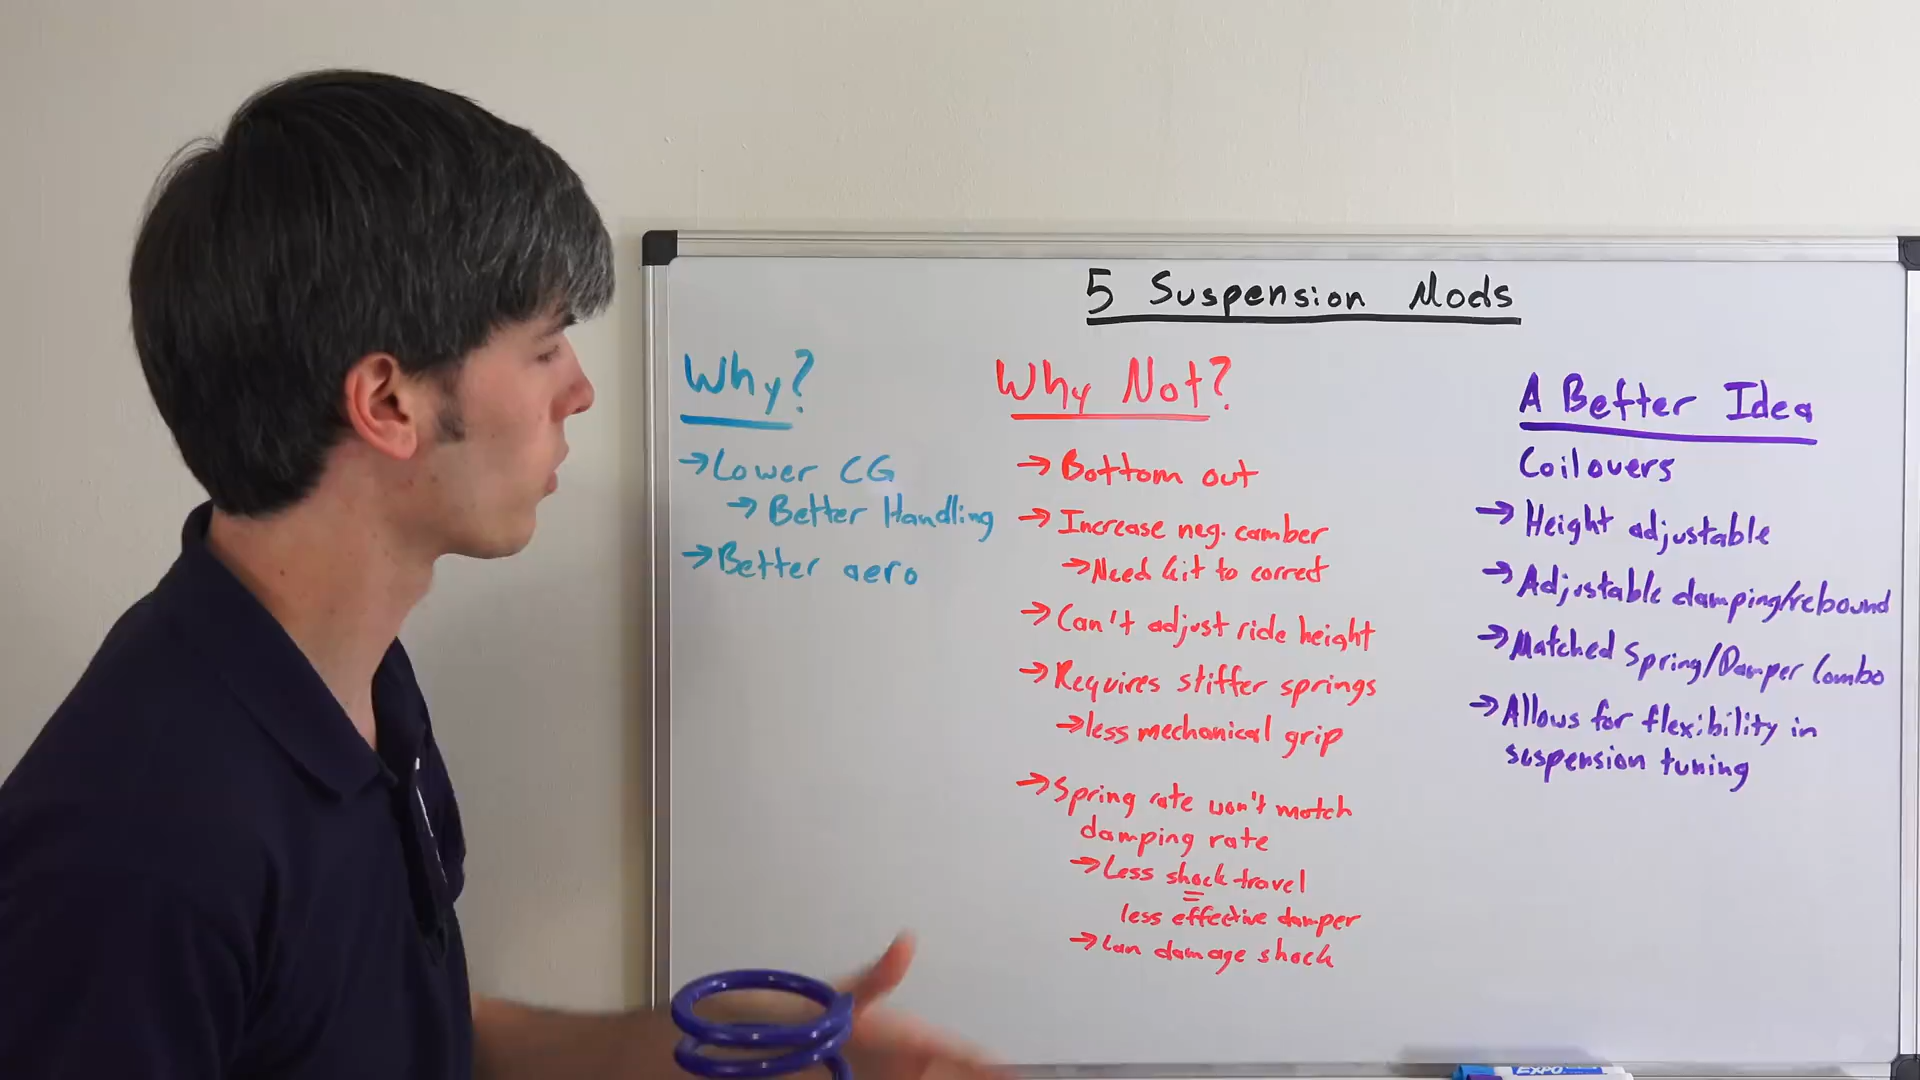 5 Suspension Mods
Why?
→Lower CG
→Better Handling
→Better aero
Why Not?
→Bottom out
→Increase neg. camber
→Need kit to correct
→Can't adjust ride height
→Requires stiffer springs
→less mechanical grip
→Spring rate won't match
damping rate
→Less shock travel
=
less effective damper
→Can damage shock
A Better Idea
Coilovers
→Height adjustable
→Adjustable damping/rebound
→Matched Spring/Damper Combo
→Allows for flexibility in
suspension tuning
EXPO